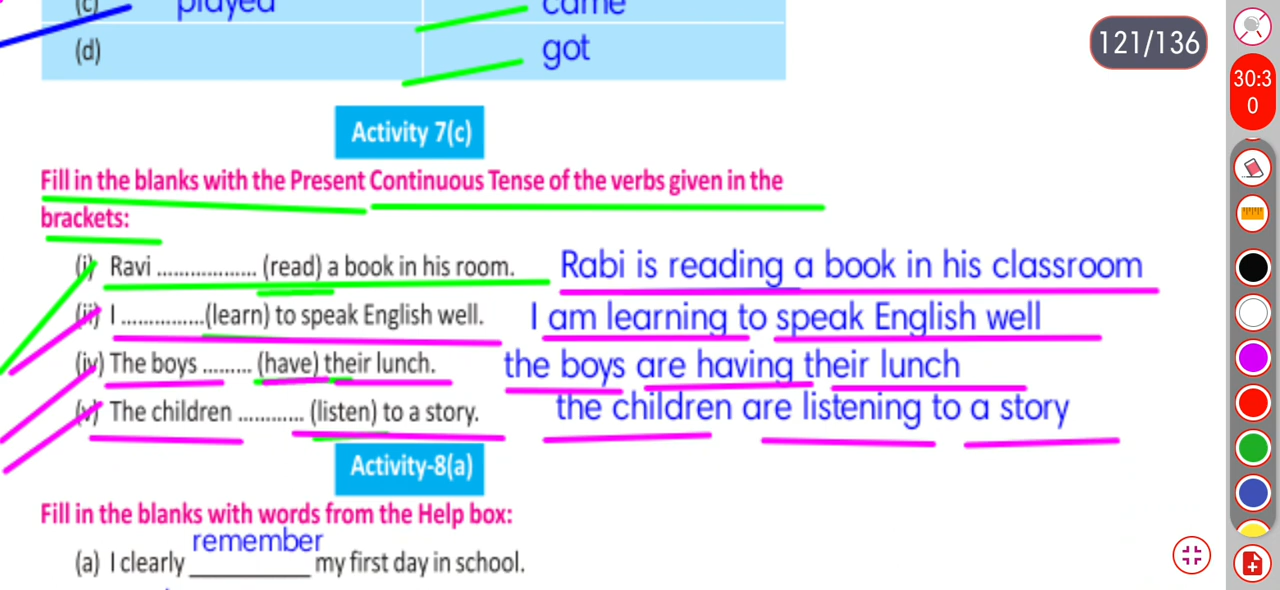 (c) played came
(d) got
121/136
30:3
0
Activity 7(c)
Fill in the blanks with the Present Continuous Tense of the verbs given in the
brackets:
(i) Ravi ................... (read) a book in his room. Rabi is reading a book in his classroom
(ii) I ................(learn) to speak English well. I am learning to speak English well
(iv) The boys ......... (have) their lunch. the boys are having their lunch
(v) The children ............ (listen) to a story. the children are listening to a story
Activity-8(a)
Fill in the blanks with words from the Help box:
remember
(a) I clearly __________ my first day in school.